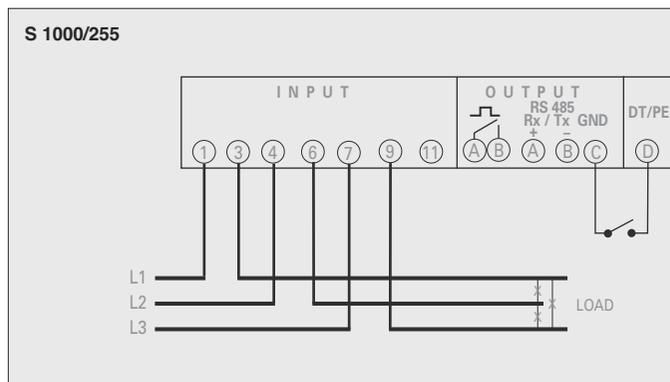 S 1000/255
INPUT
OUTPUT
RS 485
Rx / Tx GND
+ –
DT/PE
1 3 4 6 7 9 11 A B A B C D
L1
L2
LOAD
L3